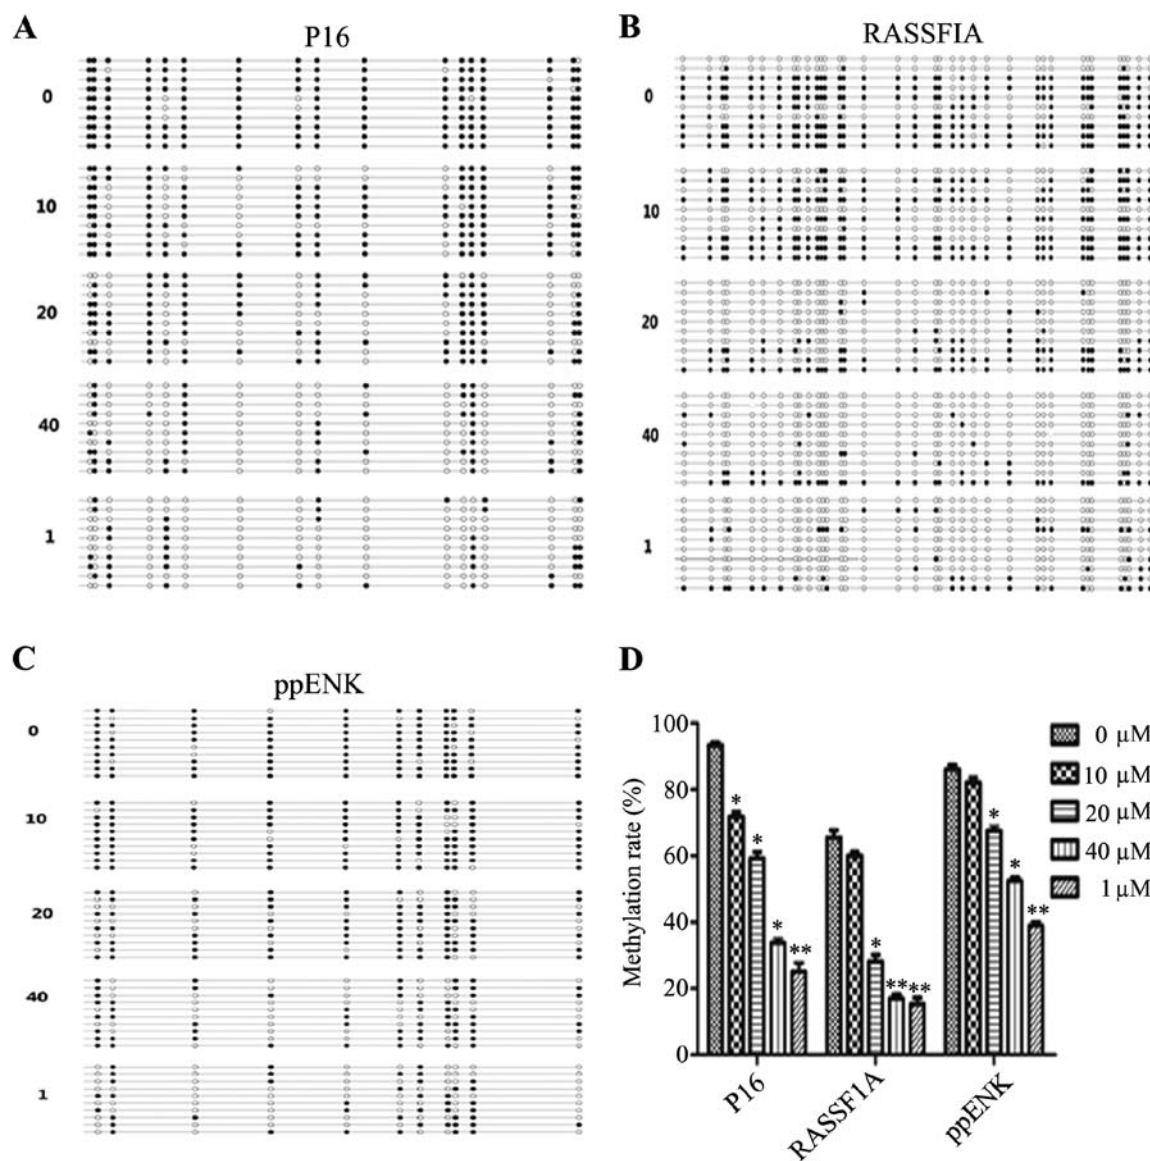 A
P16
0
10
20
40
1
B
RASSFIA
0
10
20
40
1
C
ppENK
0
10
20
40
1
D
Methylation rate (%)
100
80
60
40
20
0
* * * **
* ** **
* * **
P16
RASSF1A
ppENK
0 µM
10 µM
20 µM
40 µM
1 µM